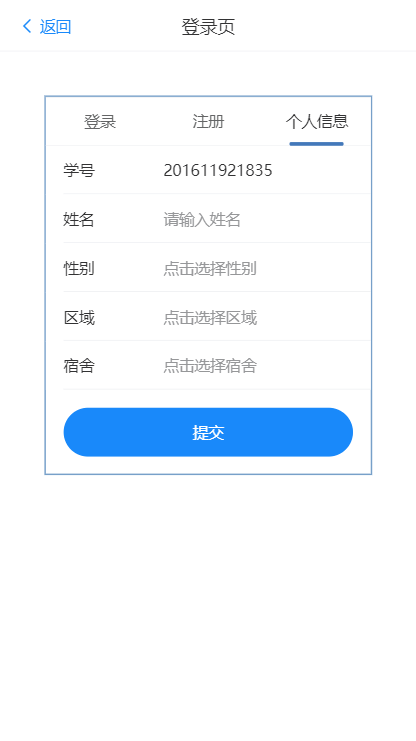 返回 登录页
登录 注册 个人信息
学号 201611921835
姓名 请输入姓名
性别 点击选择性别
区域 点击选择区域
宿舍 点击选择宿舍
提交